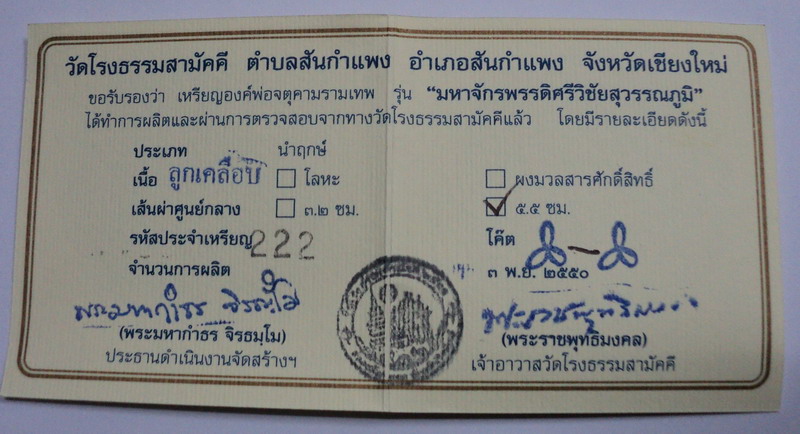 วัดโรงธรรมสามัคคี ตำบลสันกำแพง อำเภอสันกำแพง จังหวัดเชียงใหม่
ขอรับรองว่า เหรียญองค์พ่อจตุคามรามเทพ รุ่น “มหาจักรพรรดิศรีวิชัยสุวรรณภูมิ”
ได้ทำการผลิตและผ่านการตรวจสอบจากทางวัดโรงธรรมสามัคคีแล้ว โดยมีรายละเอียดดังนี้
ประเภท นำฤกษ์
เนื้อ ลูกเคลือบ โลหะ ผงมวลสารศักดิ์สิทธิ์
เส้นผ่าศูนย์กลาง ๓.๒ ซม. ๕.๕ ซม.
รหัสประจำเหรียญ 222 โค๊ต
จำนวนการผลิต ๓ พ.ย. ๒๕๕๐
พระมหากำธร จิรธมฺโม
(พระมหากำธร จิรธมฺโม) (พระราชพุทธิมงคล)
ประธานดำเนินงานจัดสร้างฯ เจ้าอาวาสวัดโรงธรรมสามัคคี